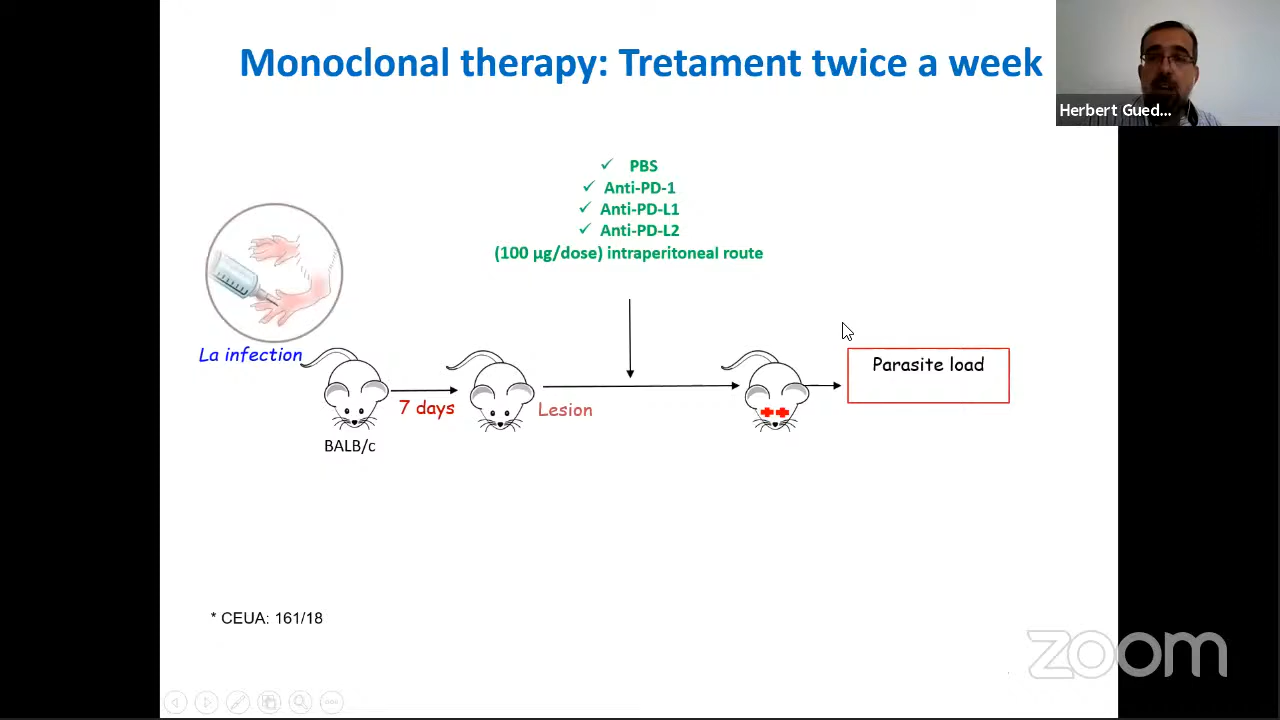 Monoclonal therapy: Tretament twice a week
Herbert Gued...
PBS
Anti-PD-1
Anti-PD-L1
Anti-PD-L2
(100 µg/dose) intraperitoneal route
La infection
7 days
Lesion
Parasite load
BALB/c
* CEUA: 161/18
zoom